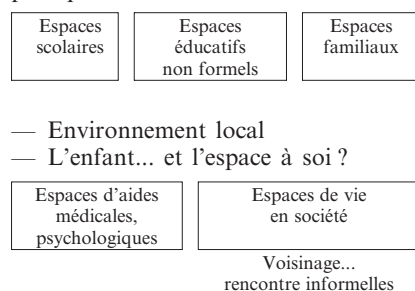 Espaces
scolaires
Espaces
éducatifs
non formels
Espaces
familiaux
— Environnement local
— L'enfant... et l'espace à soi ?
Espaces d'aides
médicales,
psychologiques
Espaces de vie
en société
Voisinage...
rencontre informelles